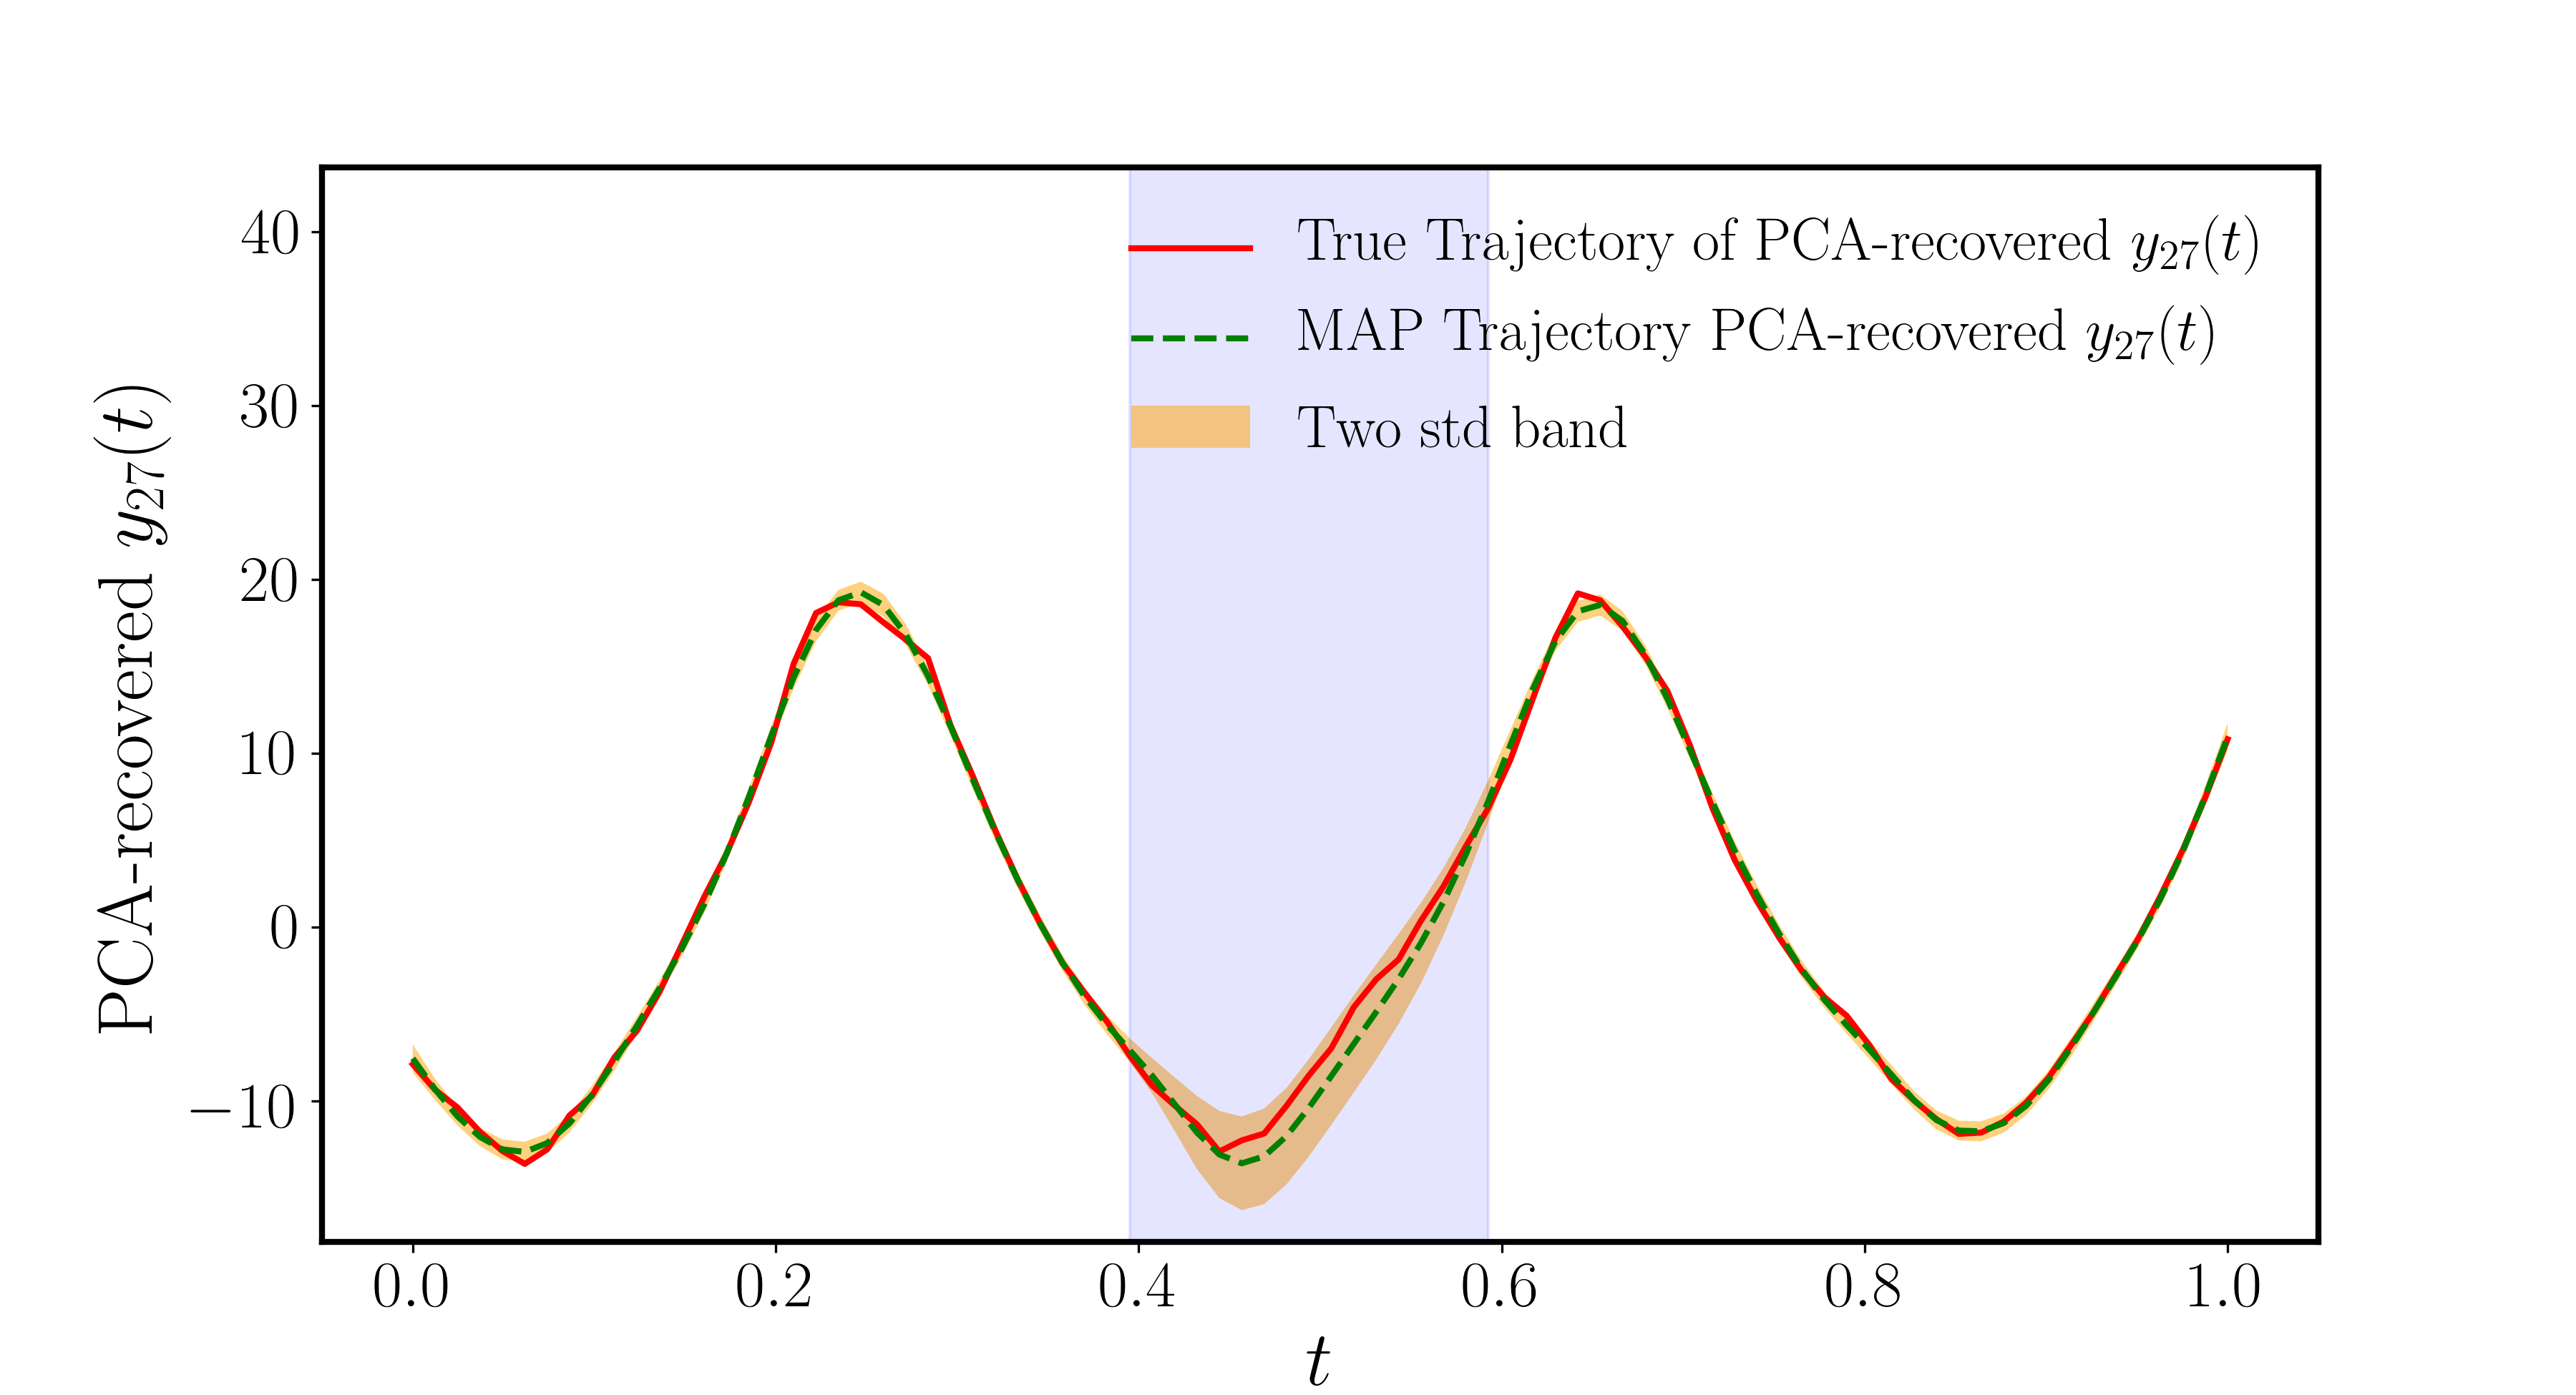 True Trajectory of PCA-recovered y₂₇(t)
MAP Trajectory PCA-recovered y₂₇(t)
Two std band
PCA-recovered y₂₇(t)
40
30
20
10
0
−10
0.0 0.2 0.4 0.6 0.8 1.0
t